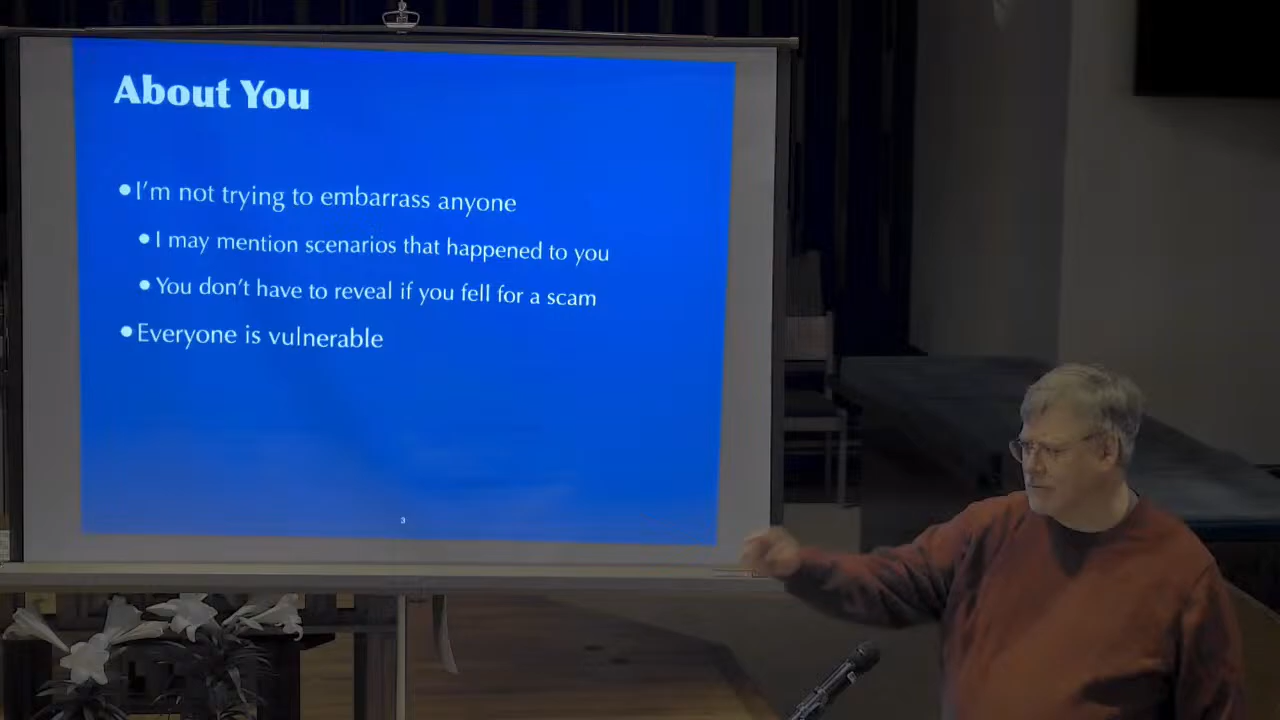 About You
•I'm not trying to embarrass anyone
•I may mention scenarios that happened to you
•You don't have to reveal if you fell for a scam
•Everyone is vulnerable
3